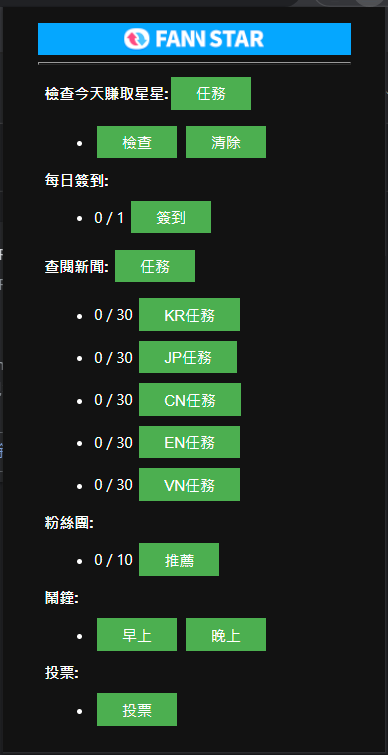 FANN STAR
檢查今天賺取星星: 任務
檢查 清除
每日簽到:
0 / 1 簽到
查閱新聞: 任務
0 / 30 KR任務
0 / 30 JP任務
0 / 30 CN任務
0 / 30 EN任務
0 / 30 VN任務
粉絲團:
0 / 10 推薦
鬧鐘:
早上 晚上
投票:
投票